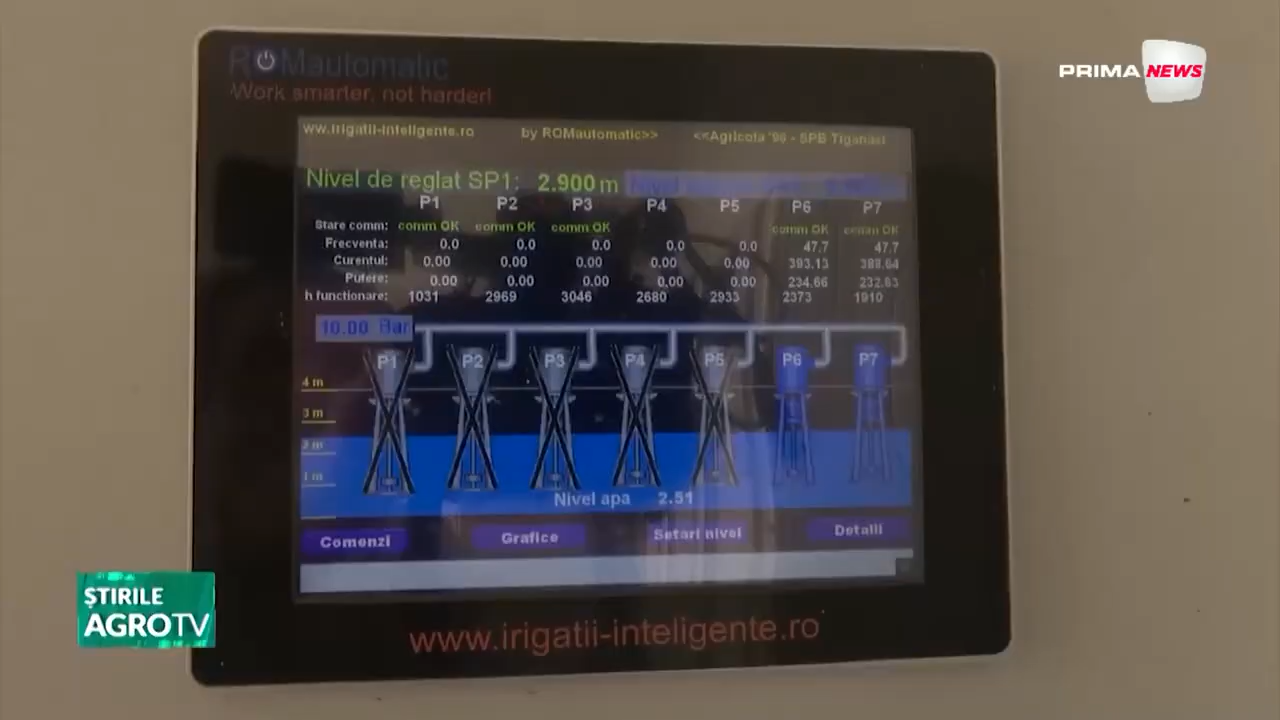 PRIMA NEWS
ROMautomatic
Work smarter, not harder!
ww.irigatii-inteligente.ro by ROMautomatic>> <<Agricola '96 - SPB Tiganasi
Nivel de reglat SP1: 2.900 m
P1 P2 P3 P4 P5 P6 P7
Stare comm: comm OK comm OK comm OK comm OK comm OK
Frecventa: 0.0 0.0 0.0 0.0 0.0 47.7 47.7
Curentul: 0.00 0.00 0.00 0.00 0.00 393.13 388.64
Putere: 0.00 0.00 0.00 0.00 0.00 234.66 232.83
h functionare: 1031 2969 3046 2680 2933 2373 1910
10.00 Bar
P1 P2 P3 P4 P5 P6 P7
4 m
3 m
2 m
1 m
Nivel apa 2.51
Comenzi Grafice Setari nivel Detalii
www.irigatii-inteligente.ro
ȘTIRILE
AGROTV